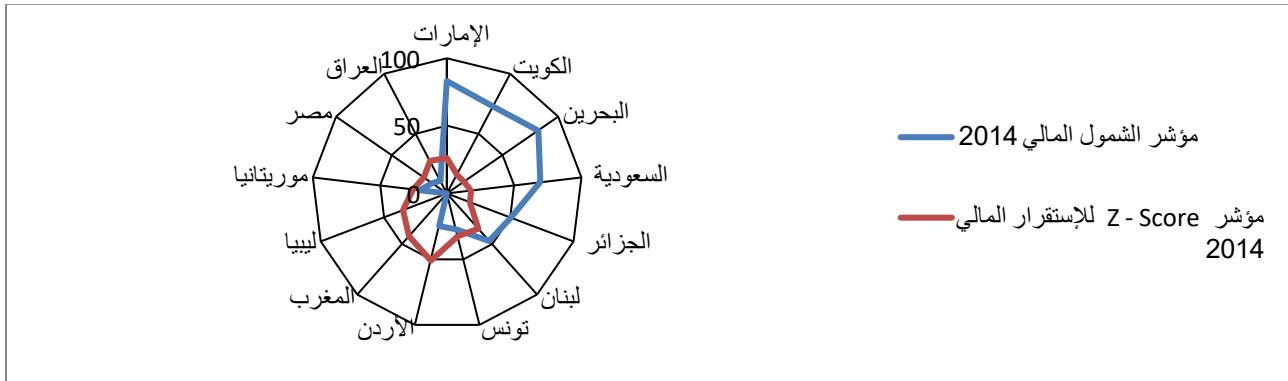 الإمارات
الكويت
البحرين
السعودية
الجزائر
لبنان
تونس
الأردن
المغرب
ليبيا
موريتانيا
مصر
العراق
100
50
0
مؤشر الشمول المالي 2014
مؤشر Z - Score للإستقرار المالي
2014